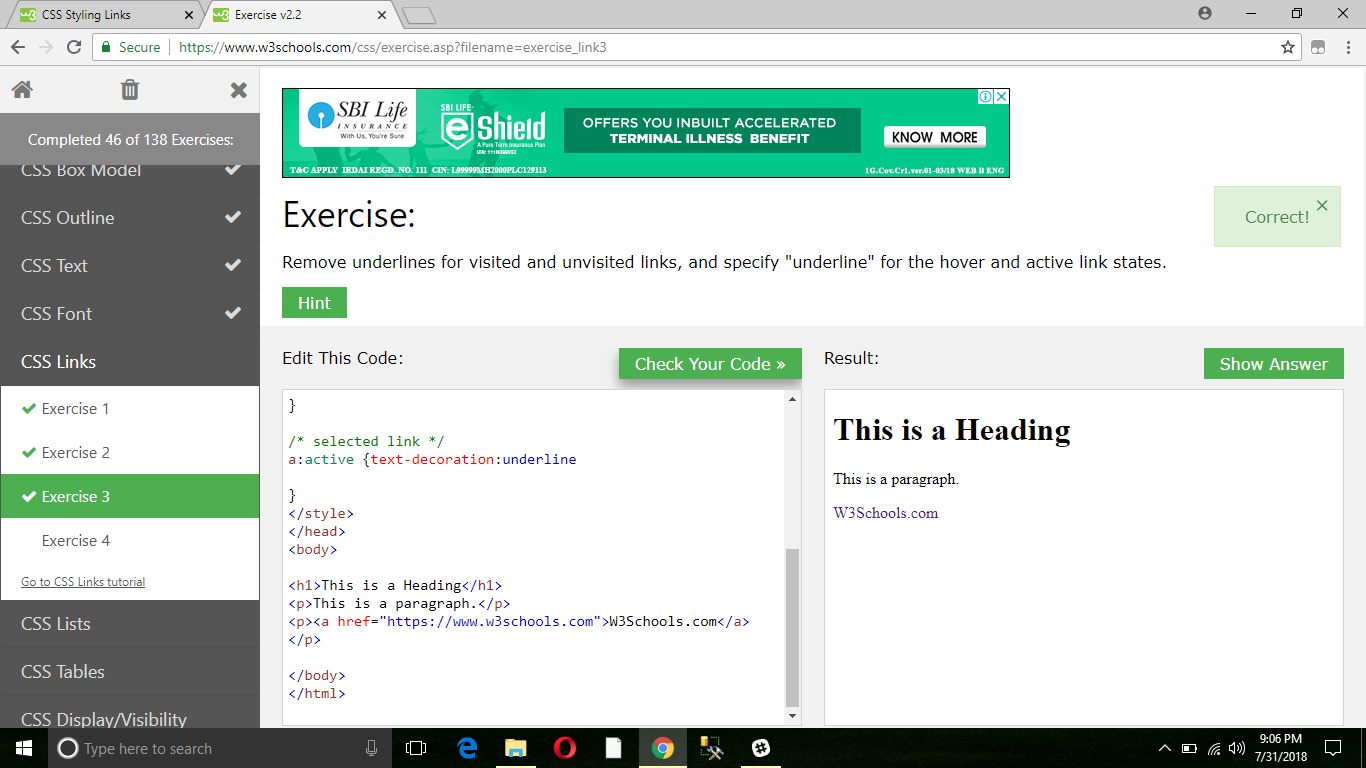 CSS Styling Links
Exercise v2.2
Secure
https://www.w3schools.com/css/exercise.asp?filename=exercise_link3
Completed 46 of 138 Exercises:
CSS Box Model
CSS Outline
CSS Text
CSS Font
CSS Links
Exercise 1
Exercise 2
Exercise 3
Exercise 4
Go to CSS Links tutorial
CSS Lists
CSS Tables
CSS Display/Visibility
SBI Life
INSURANCE
With Us, You're Sure
SBI LIFE-
eShield
A Pure Term Insurance Plan
UIN: 111N089V02
OFFERS YOU INBUILT ACCELERATED
TERMINAL ILLNESS BENEFIT
KNOW MORE
T&C APPLY IRDAI REGD. NO. 111 CIN: L99999MH2000PLC129113
1G.Cov.Cr1.ver.01-03/18 WEB B ENG
Exercise:
Correct!
Remove underlines for visited and unvisited links, and specify "underline" for the hover and active link states.
Hint
Edit This Code:
Check Your Code »
}
/* selected link */
a:active {text-decoration:underline
}
</style>
</head>
<body>
<h1>This is a Heading</h1>
<p>This is a paragraph.</p>
<p><a href="https://www.w3schools.com">W3Schools.com</a>
</p>
</body>
</html>
Result:
Show Answer
This is a Heading
This is a paragraph.
W3Schools.com
Type here to search
9:06 PM
7/31/2018